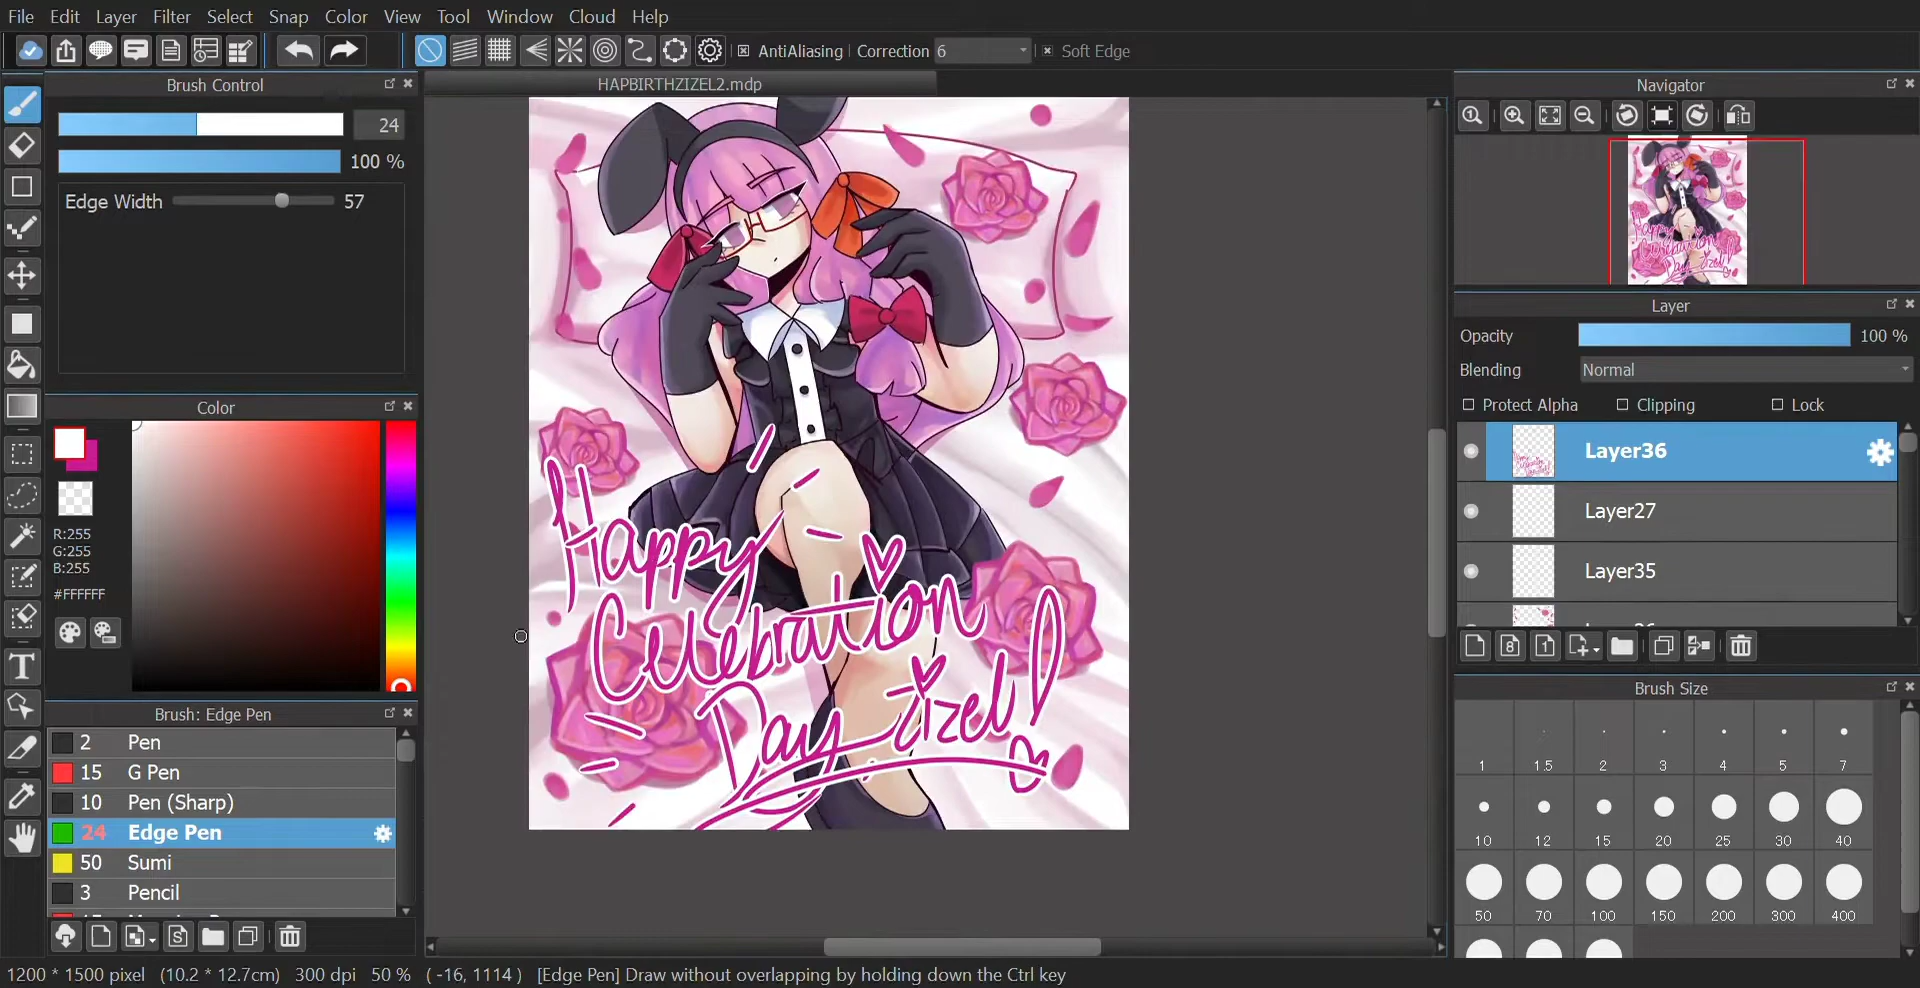 File Edit Layer Filter Select Snap Color View Tool Window Cloud Help
AntiAliasing Correction 6 Soft Edge
Brush Control
24
100 %
Edge Width 57
Color
R:255
G:255
B:255
#FFFFFF
Brush: Edge Pen
2 Pen
15 G Pen
10 Pen (Sharp)
24 Edge Pen
50 Sumi
3 Pencil
HAPBIRTHZIZEL2.mdp
Happy
Celebration
Day Zizel!
Navigator
Layer
Opacity 100 %
Blending Normal
Protect Alpha Clipping Lock
Layer36
Layer27
Layer35
Brush Size
1 1.5 2 3 4 5 7
10 12 15 20 25 30 40
50 70 100 150 200 300 400
1200 * 1500 pixel (10.2 * 12.7cm) 300 dpi 50 % ( -16, 1114 ) [Edge Pen] Draw without overlapping by holding down the Ctrl key